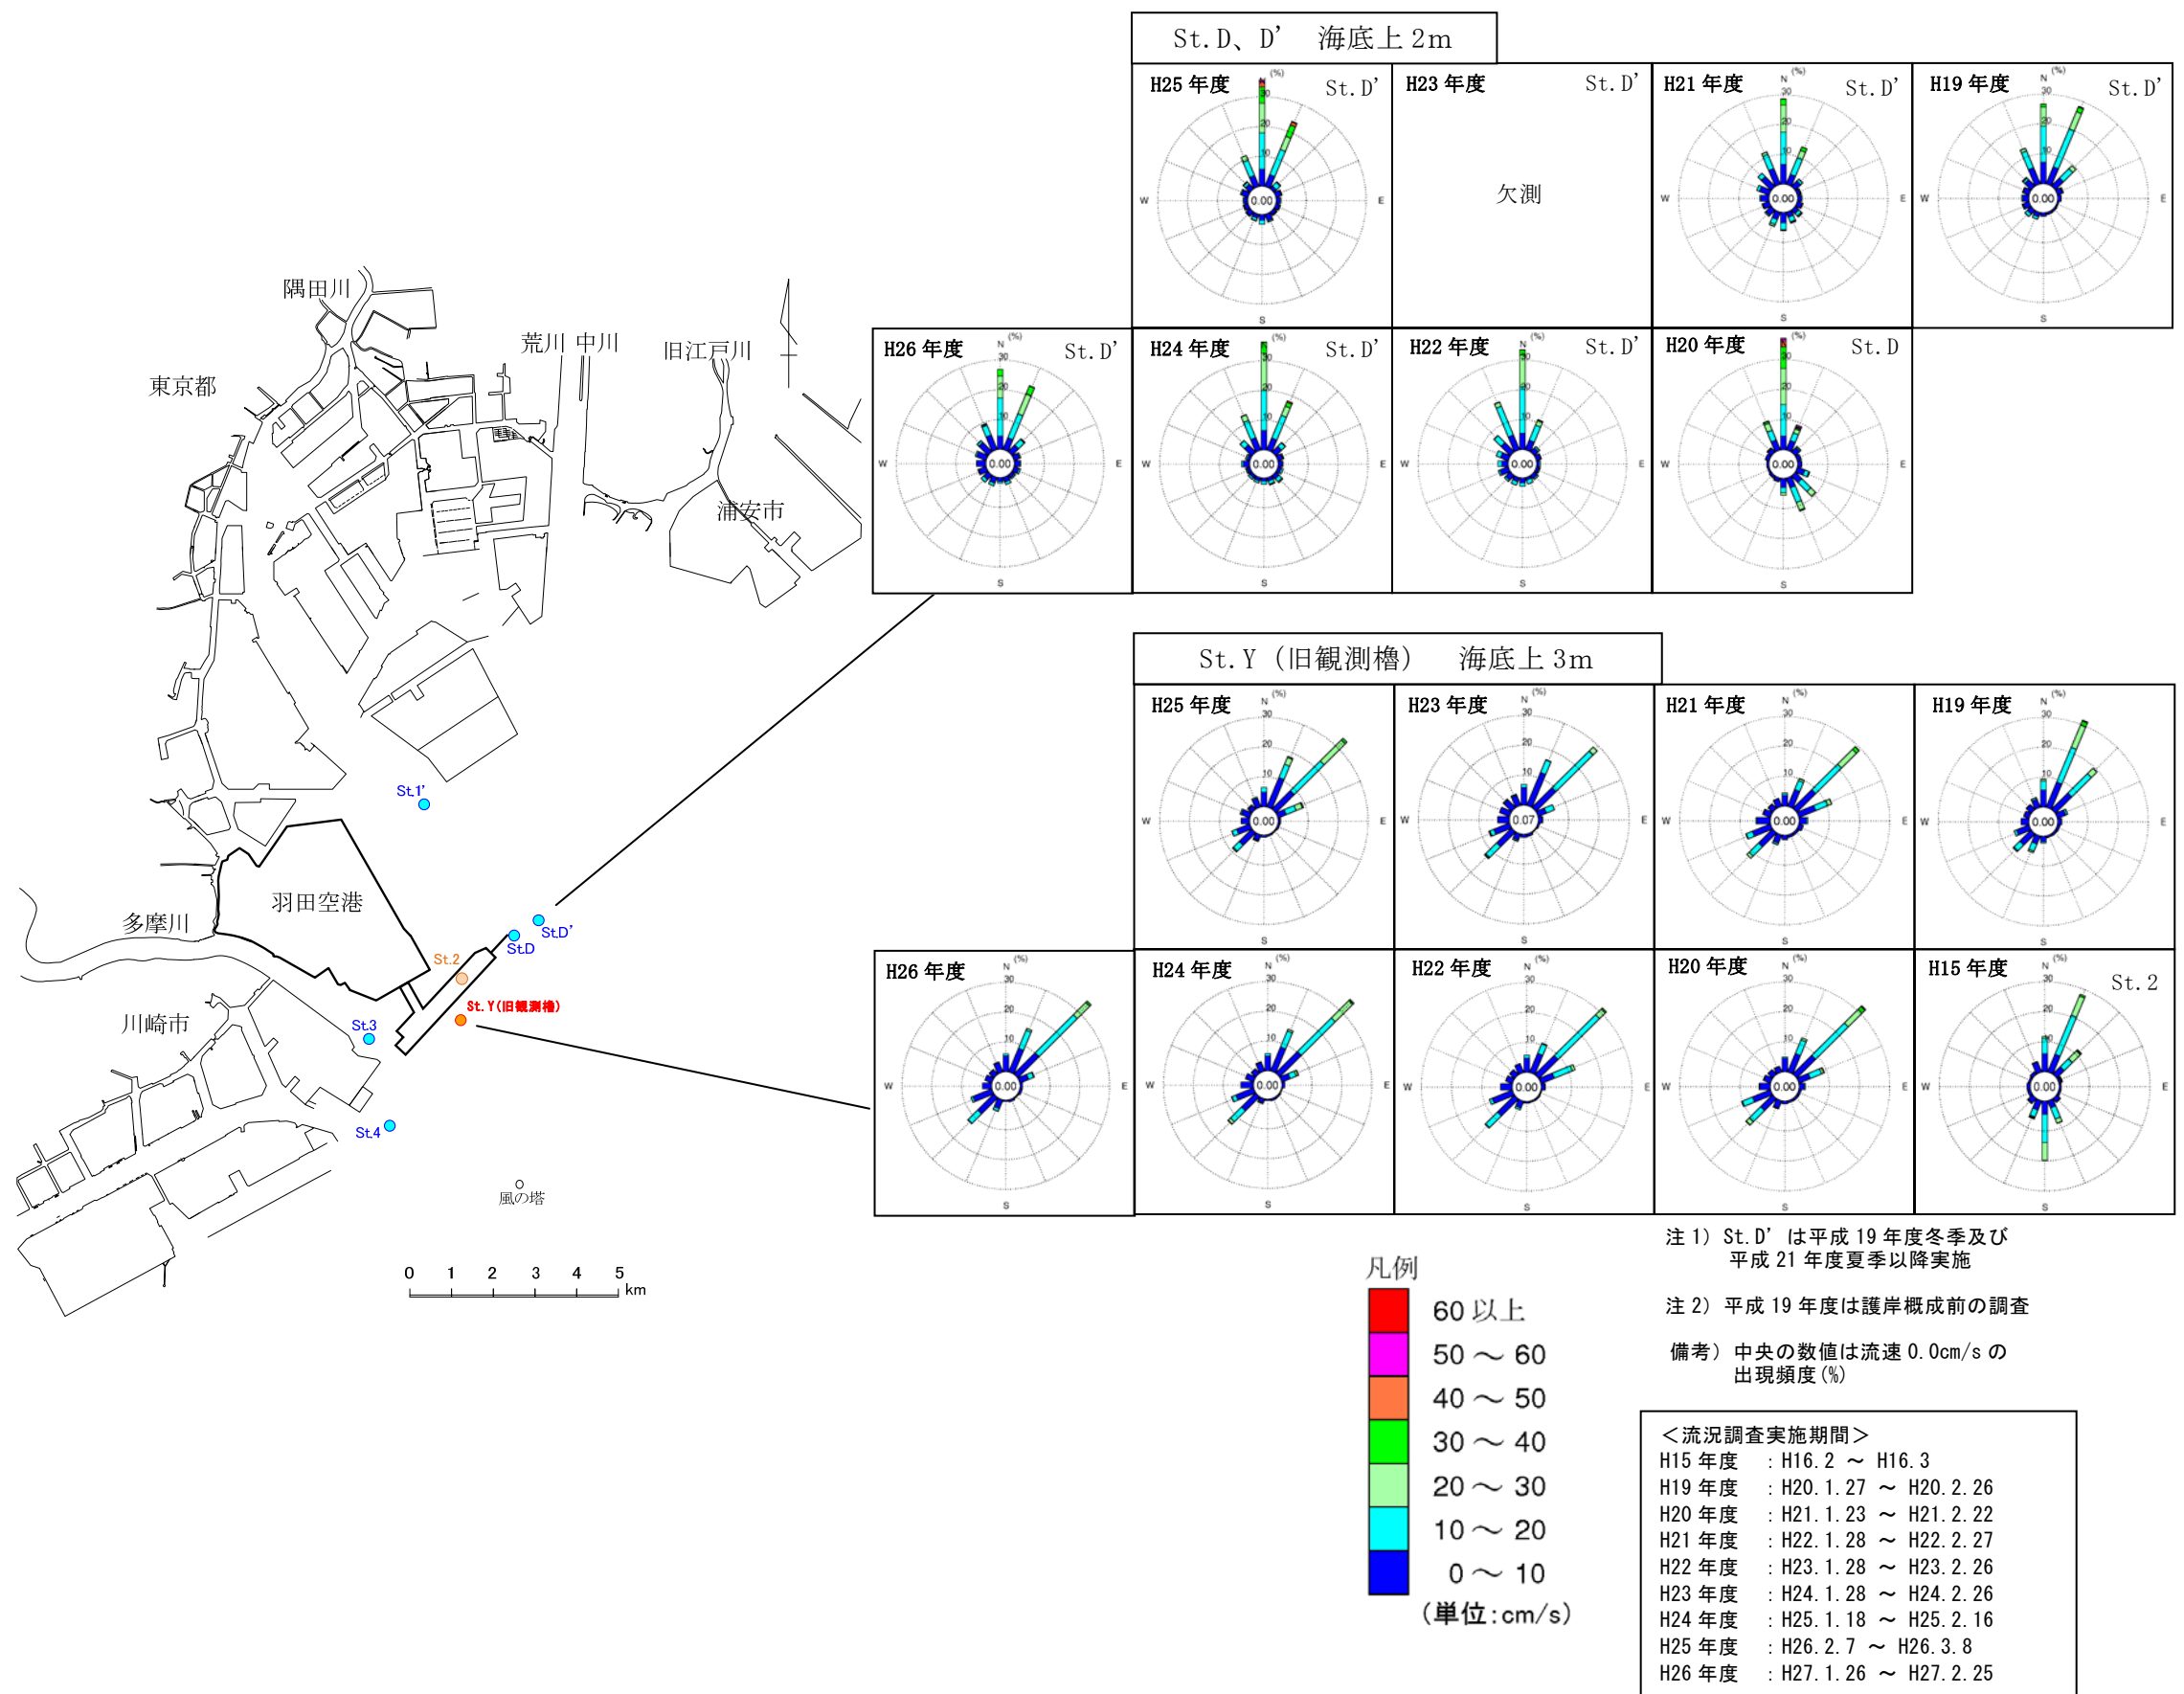 St.D、D’ 海底上 2m
H25 年度 St.D’
H23 年度 St.D’
欠測
H21 年度 St.D’
H19 年度 St.D’
N (%)
30
20
10
0.00
W
E
S
H26 年度 St.D’
H24 年度 St.D’
H22 年度 St.D’
H20 年度 St.D
隅田川
東京都
荒川 中川
旧江戸川
浦安市
St.1’
羽田空港
多摩川
St.D’
St.D
St.2
St.Y(旧観測櫓)
川崎市
St.3
St.4
風の塔
0 1 2 3 4 5
km
St.Y（旧観測櫓） 海底上 3m
H25 年度
H23 年度
0.07
H21 年度
H19 年度
H26 年度
H24 年度
H22 年度
H20 年度
H15 年度 St.2
凡例
60 以上
50 ～ 60
40 ～ 50
30 ～ 40
20 ～ 30
10 ～ 20
0 ～ 10
（単位:cm/s）
注 1）St.D’は平成 19 年度冬季及び
平成 21 年度夏季以降実施
注 2）平成 19 年度は護岸概成前の調査
備考）中央の数値は流速 0.0cm/s の
出現頻度(%)
＜流況調査実施期間＞
H15 年度 : H16.2 ～ H16.3
H19 年度 : H20.1.27 ～ H20.2.26
H20 年度 : H21.1.23 ～ H21.2.22
H21 年度 : H22.1.28 ～ H22.2.27
H22 年度 : H23.1.28 ～ H23.2.26
H23 年度 : H24.1.28 ～ H24.2.26
H24 年度 : H25.1.18 ～ H25.2.16
H25 年度 : H26.2.7 ～ H26.3.8
H26 年度 : H27.1.26 ～ H27.2.25